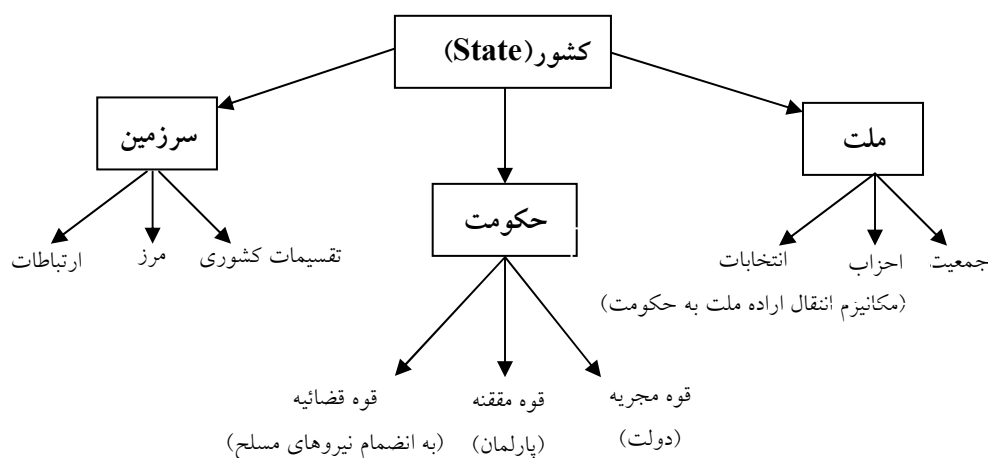 کشور(State)
ملت
سرزمین
حکومت
جمعیت احزاب انتخابات
تقسیمات کشوری مرز ارتباطات
(مکانیزم انتقال اراده ملت به حکومت)
قوه مجریه قوه مققنه قوه قضائیه
(دولت) (پارلمان) (به انضمام نیروهای مسلح)